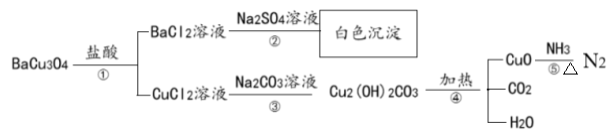 BaCu3O4 盐酸 ① BaCl2溶液 Na2SO4溶液 ② 白色沉淀
CuCl2溶液 Na2CO3溶液 ③ Cu2(OH)2CO3 加热 ④ CuO NH3 ⑤ △ N2
CO2
H2O